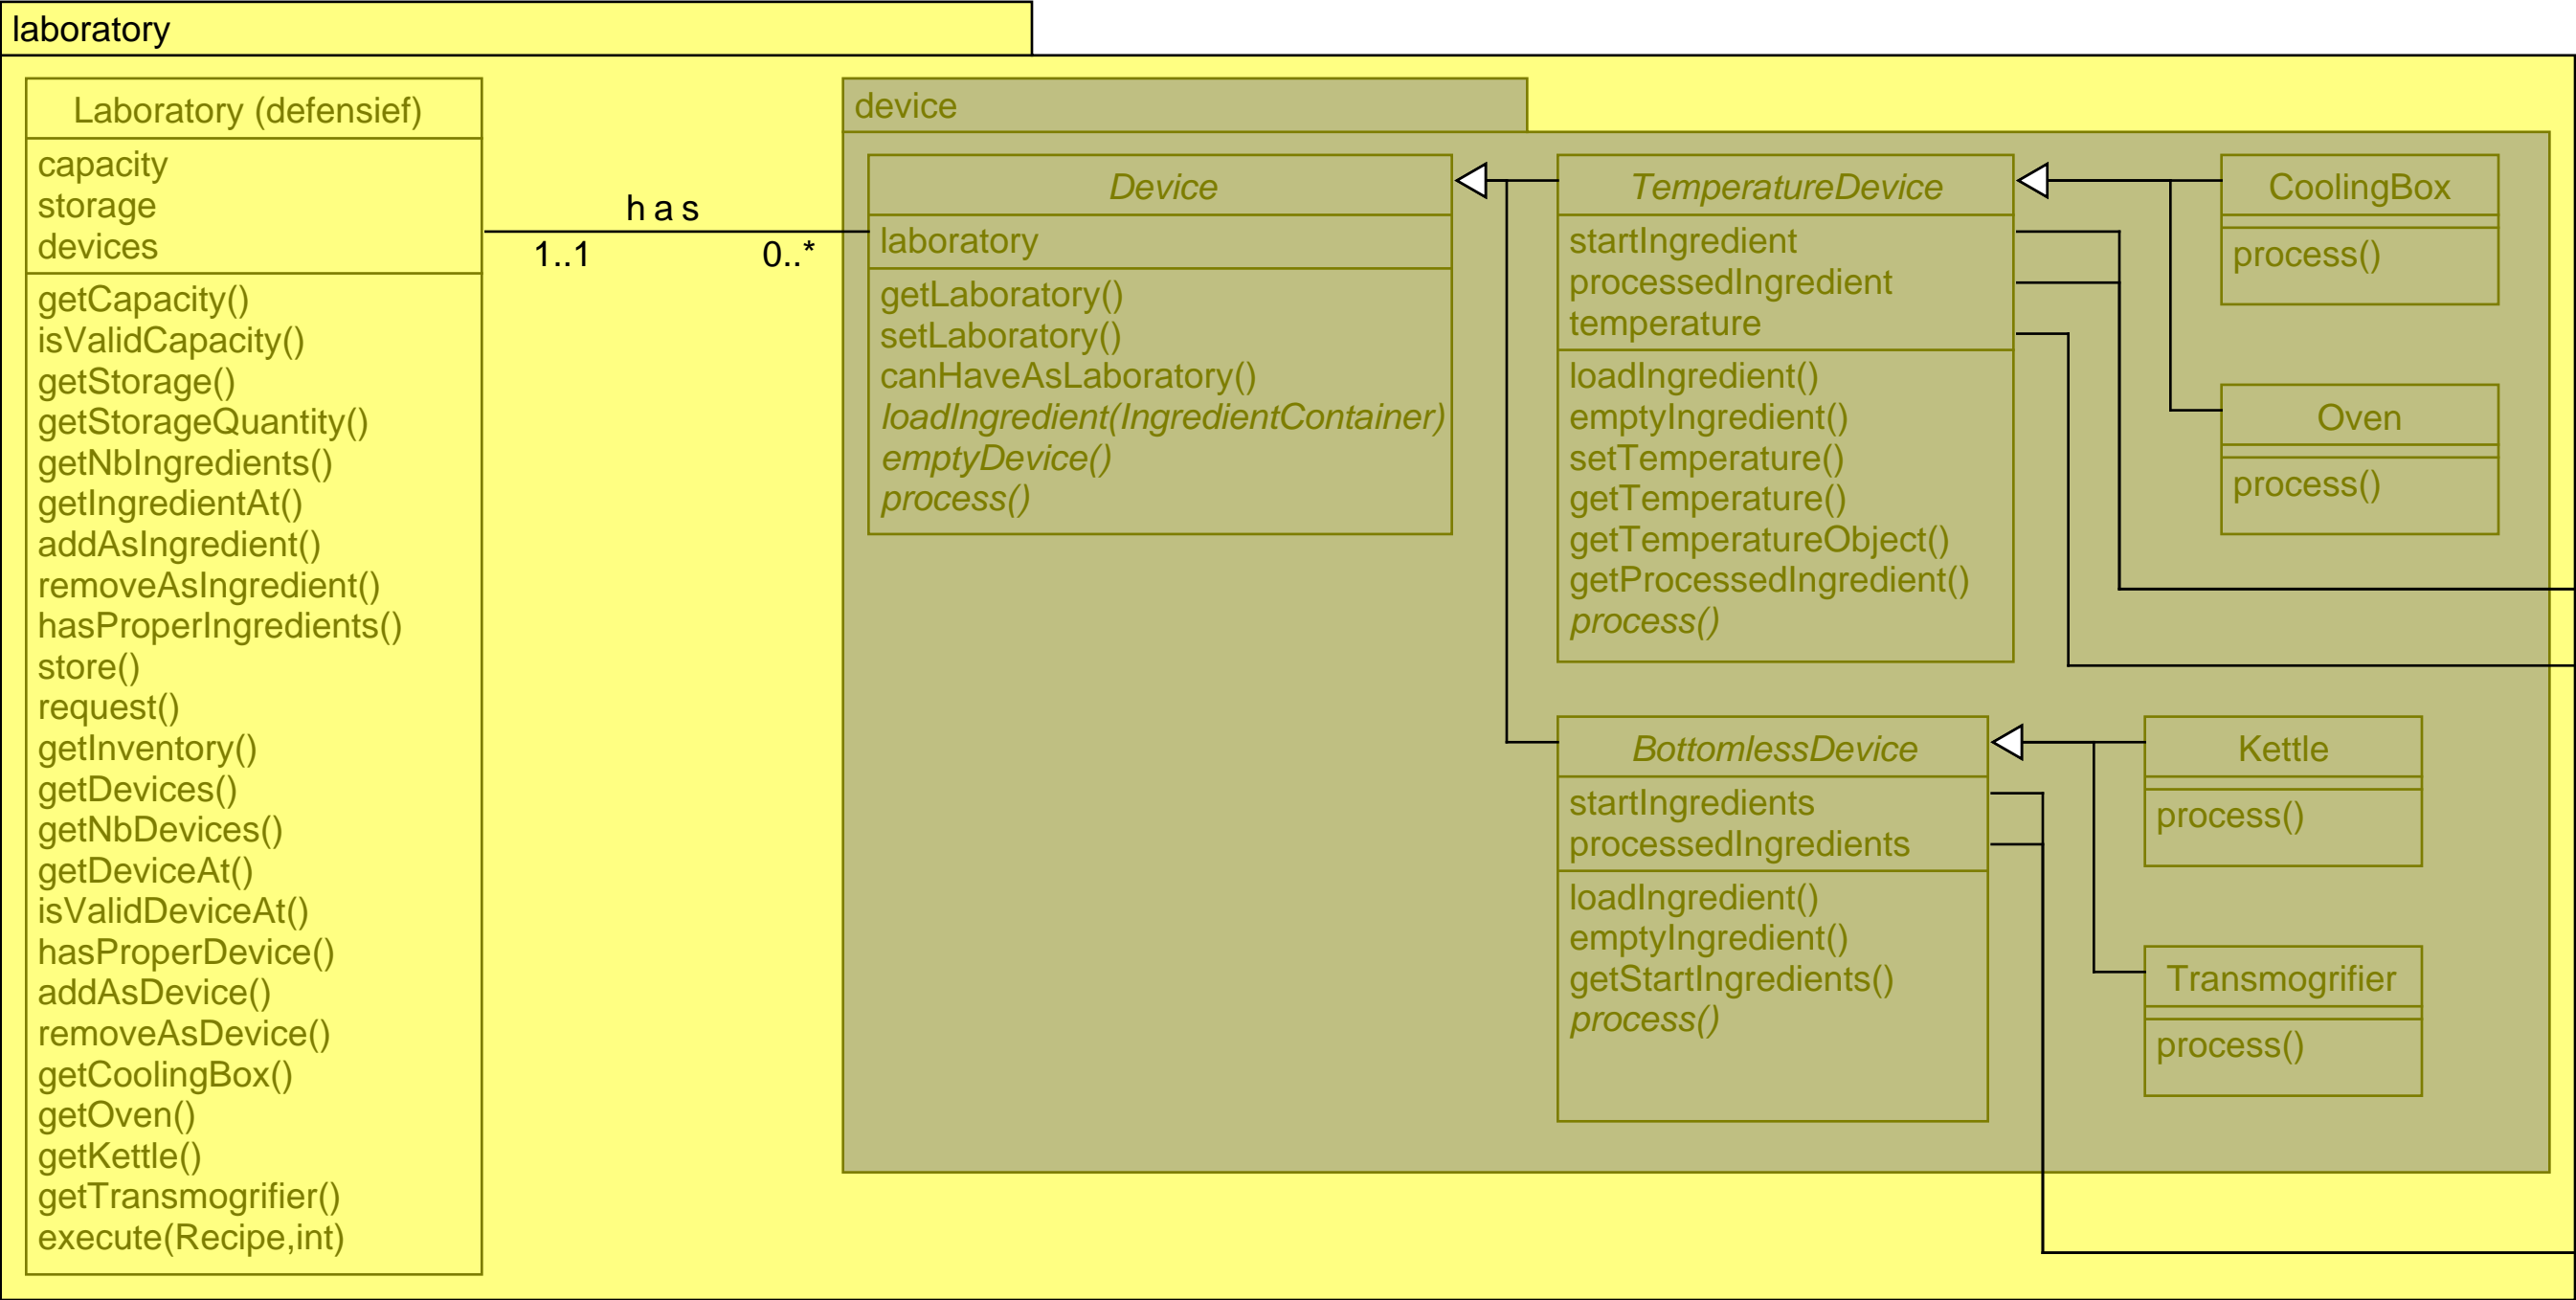 laboratory
Laboratory (defensief)
capacity
storage
devices
getCapacity()
isValidCapacity()
getStorage()
getStorageQuantity()
getNbIngredients()
getIngredientAt()
addAsIngredient()
removeAsIngredient()
hasProperIngredients()
store()
request()
getInventory()
getDevices()
getNbDevices()
getDeviceAt()
isValidDeviceAt()
hasProperDevice()
addAsDevice()
removeAsDevice()
getCoolingBox()
getOven()
getKettle()
getTransmogrifier()
execute(Recipe,int)
has
1..1
0..*
device
Device
laboratory
getLaboratory()
setLaboratory()
canHaveAsLaboratory()
loadIngredient(IngredientContainer)
emptyDevice()
process()
TemperatureDevice
startIngredient
processedIngredient
temperature
loadIngredient()
emptyIngredient()
setTemperature()
getTemperature()
getTemperatureObject()
getProcessedIngredient()
process()
CoolingBox
process()
Oven
process()
BottomlessDevice
startIngredients
processedIngredients
loadIngredient()
emptyIngredient()
getStartIngredients()
process()
Kettle
process()
Transmogrifier
process()